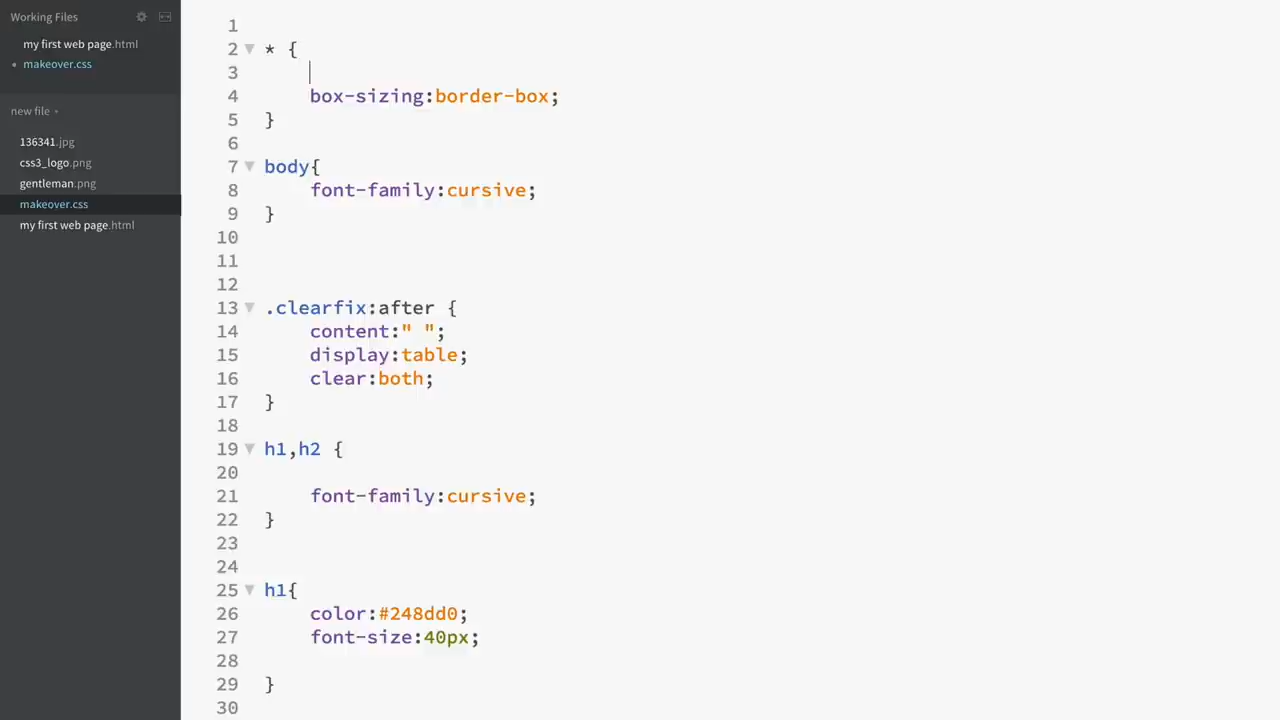 Working Files
my first web page.html
makeover.css
new file
136341.jpg
css3_logo.png
gentleman.png
makeover.css
my first web page.html
1
2 * {
3
4 box-sizing:border-box;
5 }
6
7 body{
8 font-family:cursive;
9 }
10
11
12
13 .clearfix:after {
14 content:" ";
15 display:table;
16 clear:both;
17 }
18
19 h1,h2 {
20
21 font-family:cursive;
22 }
23
24
25 h1{
26 color:#248dd0;
27 font-size:40px;
28
29 }
30